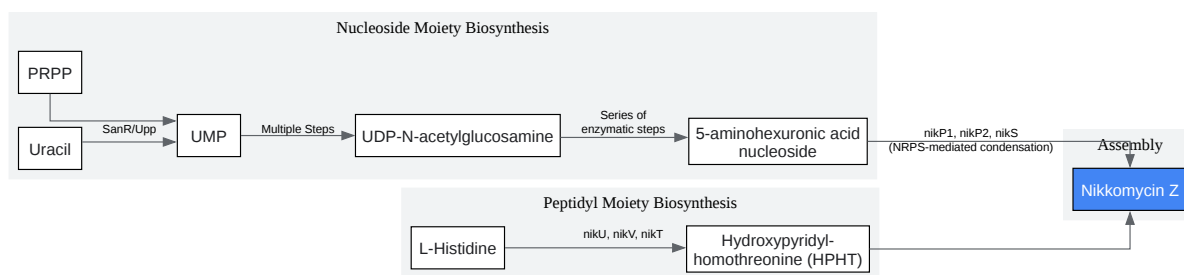 Nucleoside Moiety Biosynthesis
PRPP
Uracil
SanR/Upp
UMP
Multiple Steps
UDP-N-acetylglucosamine
Series of
enzymatic steps
5-aminohexuronic acid
nucleoside
nikP1, nikP2, nikS
(NRPS-mediated condensation)
Assembly
Nikkomycin Z
Peptidyl Moiety Biosynthesis
L-Histidine
nikU, nikV, nikT
Hydroxypyridyl-
homothreonine (HPHT)